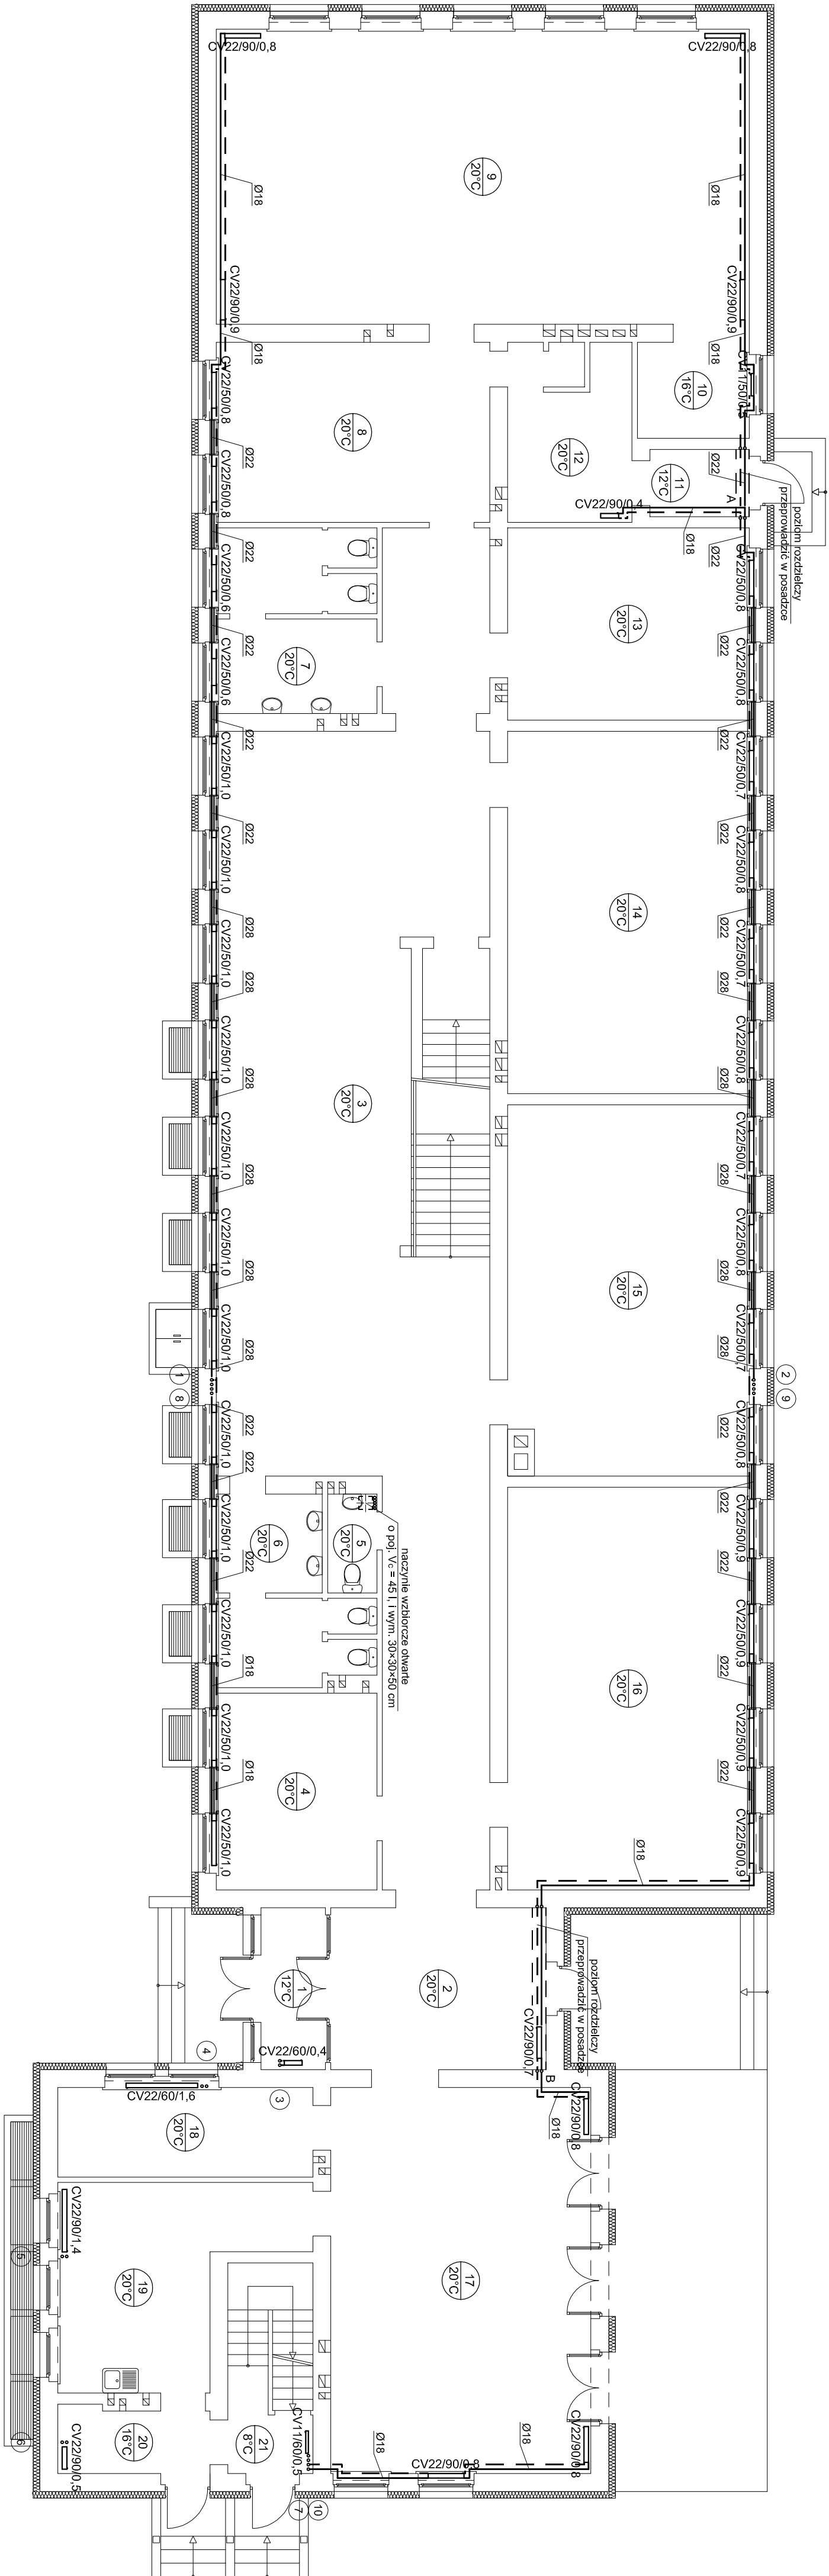 CV22/90/0,8
CV22/90/0,8
9
20°C
Ø18
Ø18
CV22/90/0,9
CV22/90/0,9
Ø18
Ø18
10
16°C
CV22/50/0,8
8
20°C
12
20°C
11
12°C
Ø22
A
poziom rozdzielczy
przeprowadzić w posadzce
Ø22
CV22/50/0,8
CV22/90/0,4
Ø18
Ø22
Ø22
CV22/50/0,6
CV22/50/0,8
13
20°C
7
20°C
Ø22
CV22/50/0,6
CV22/50/0,8
Ø22
Ø22
CV22/50/1,0
CV22/50/0,7
Ø22
Ø22
CV22/50/1,0
CV22/50/0,8
14
20°C
Ø28
Ø28
CV22/50/1,0
CV22/50/0,7
Ø28
Ø28
CV22/50/1,0
CV22/50/0,8
3
20°C
Ø28
Ø28
CV22/50/1,0
CV22/50/0,7
Ø28
Ø28
CV22/50/1,0
CV22/50/0,8
15
20°C
Ø28
Ø28
CV22/50/1,0
CV22/50/0,7
Ø28
Ø28
1
8
2
9
Ø22
Ø22
CV22/50/1,0
CV22/50/0,8
Ø22
Ø22
CV22/50/1,0
CV22/50/0,9
6
20°C
5
20°C
naczynie wzbiorcze otwarte
o poj. Vc = 45 l, i wym. 30×30×50 cm
Ø22
Ø22
CV22/50/1,0
CV22/50/0,9
16
20°C
Ø18
Ø22
CV22/50/1,0
CV22/50/0,9
4
20°C
Ø18
Ø22
CV22/50/1,0
CV22/50/0,9
Ø18
poziom rozdzielczy
przeprowadzić w posadzce
1
12°C
2
20°C
CV22/90/0,7
CV22/60/0,4
B
4
3
CV22/60/1,6
CV22/90/0,8
Ø18
18
20°C
CV22/90/1,4
5
19
20°C
17
20°C
20
16°C
21
8°C
6
CV22/90/0,5
CV11/60/0,5
Ø18
CV22/90/0,8
Ø18
CV22/60/0,8
7
10